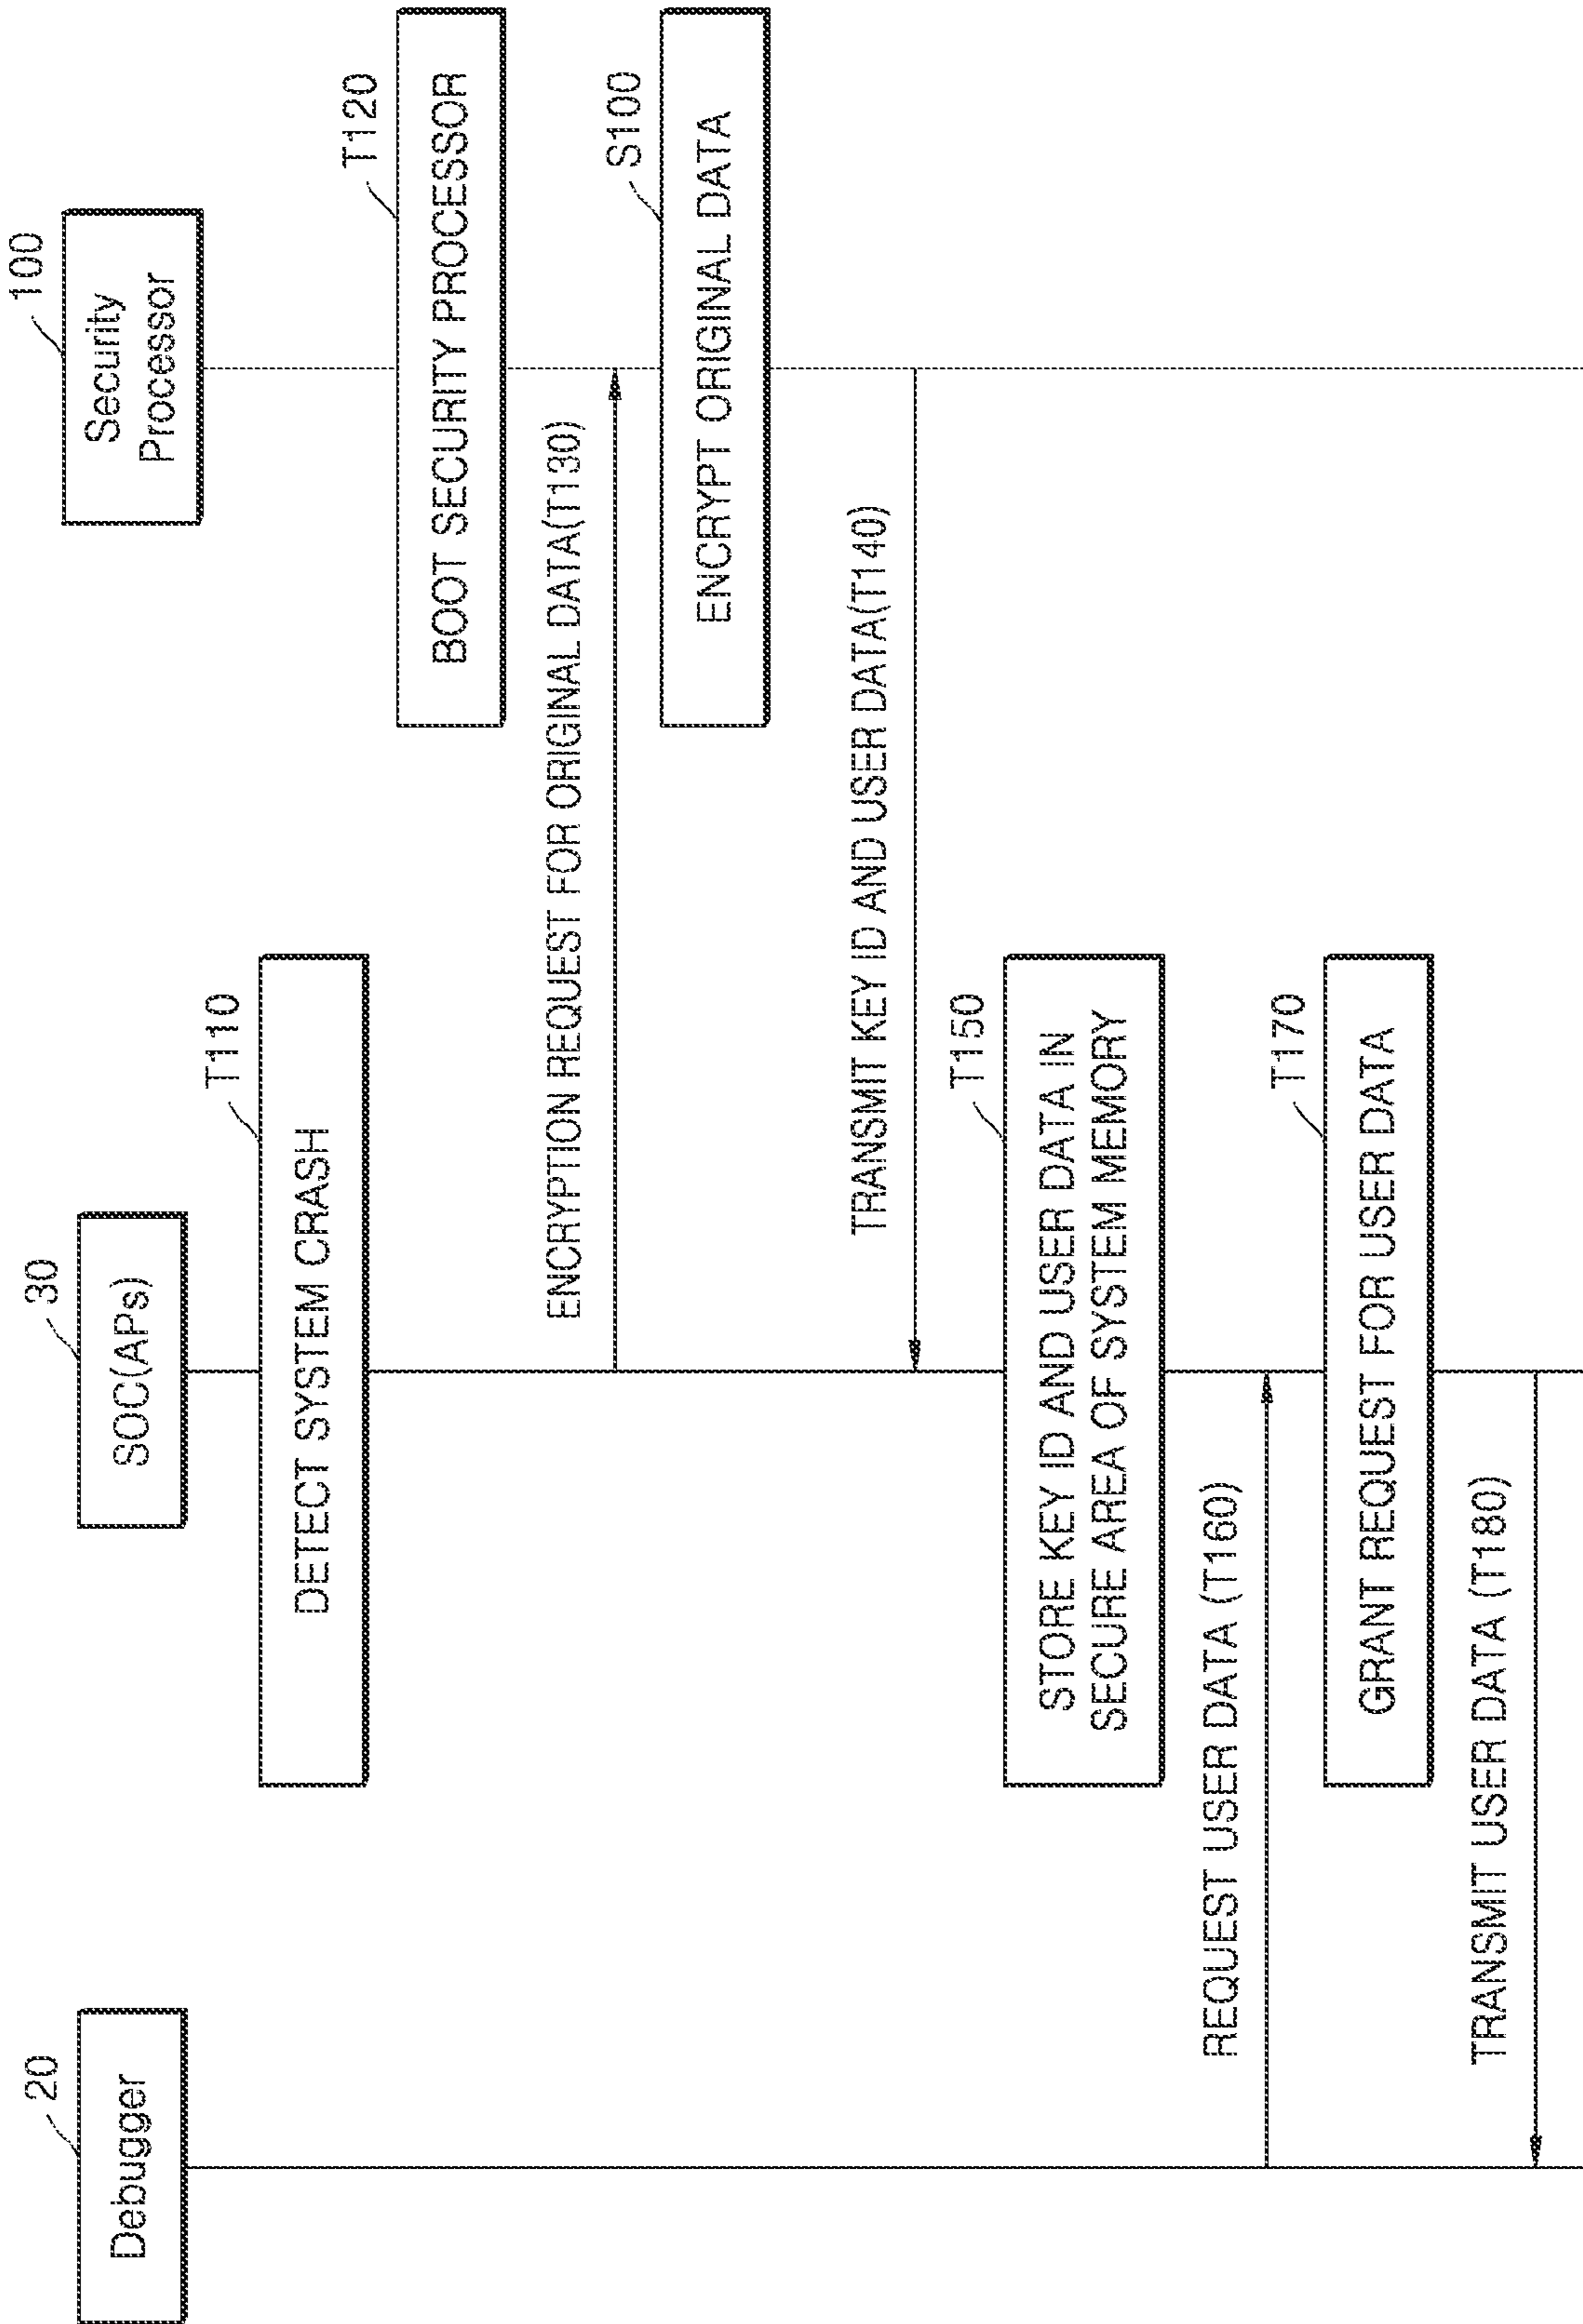 20
Debugger
30
SOC(APs)
100
Security
Processor
T110
DETECT SYSTEM CRASH
T120
BOOT SECURITY PROCESSOR
ENCRYPTION REQUEST FOR ORIGINAL DATA(T130)
S100
ENCRYPT ORIGINAL DATA
TRANSMIT KEY ID AND USER DATA(T140)
T150
STORE KEY ID AND USER DATA IN
SECURE AREA OF SYSTEM MEMORY
REQUEST USER DATA (T160)
T170
GRANT REQUEST FOR USER DATA
TRANSMIT USER DATA (T180)